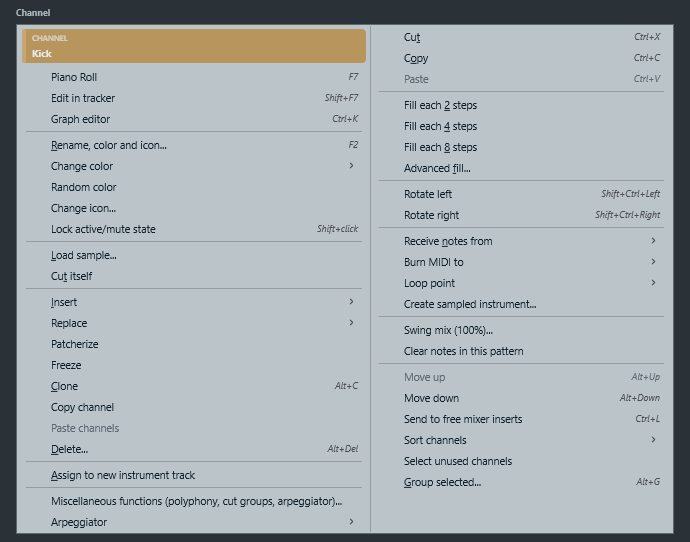 Channel
CHANNEL
Kick
Piano Roll F7
Edit in tracker Shift+F7
Graph editor Ctrl+K
Rename, color and icon... F2
Change color
Random color
Change icon...
Lock active/mute state Shift+click
Load sample...
Cut itself
Insert
Replace
Patcherize
Freeze
Clone Alt+C
Copy channel
Paste channels
Delete... Alt+Del
Assign to new instrument track
Miscellaneous functions (polyphony, cut groups, arpeggiator)...
Arpeggiator
Cut Ctrl+X
Copy Ctrl+C
Paste Ctrl+V
Fill each 2 steps
Fill each 4 steps
Fill each 8 steps
Advanced fill...
Rotate left Shift+Ctrl+Left
Rotate right Shift+Ctrl+Right
Receive notes from
Burn MIDI to
Loop point
Create sampled instrument...
Swing mix (100%)...
Clear notes in this pattern
Move up Alt+Up
Move down Alt+Down
Send to free mixer inserts Ctrl+L
Sort channels
Select unused channels
Group selected... Alt+G